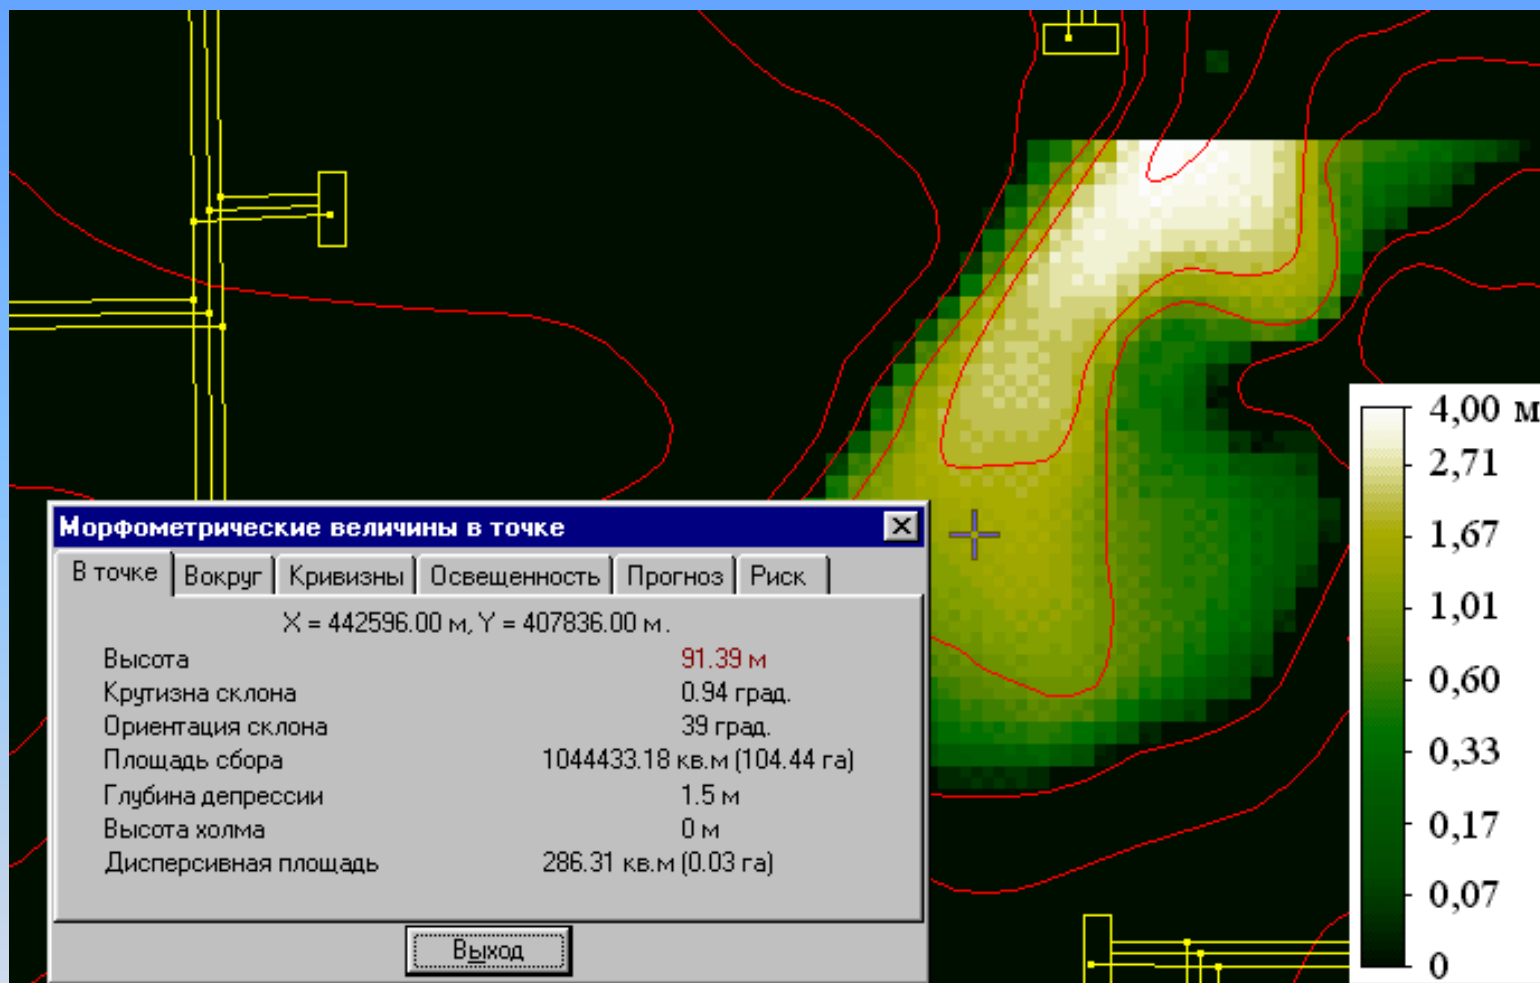 Морфометрические величины в точке
В точке Вокруг Кривизны Освещенность Прогноз Риск
X = 442596.00 м, Y = 407836.00 м.
Высота 91.39 м
Крутизна склона 0.94 град.
Ориентация склона 39 град.
Площадь сбора 1044433.18 кв.м (104.44 га)
Глубина депрессии 1.5 м
Высота холма 0 м
Дисперсивная площадь 286.31 кв.м (0.03 га)
Выход
4,00 м
2,71
1,67
1,01
0,60
0,33
0,17
0,07
0